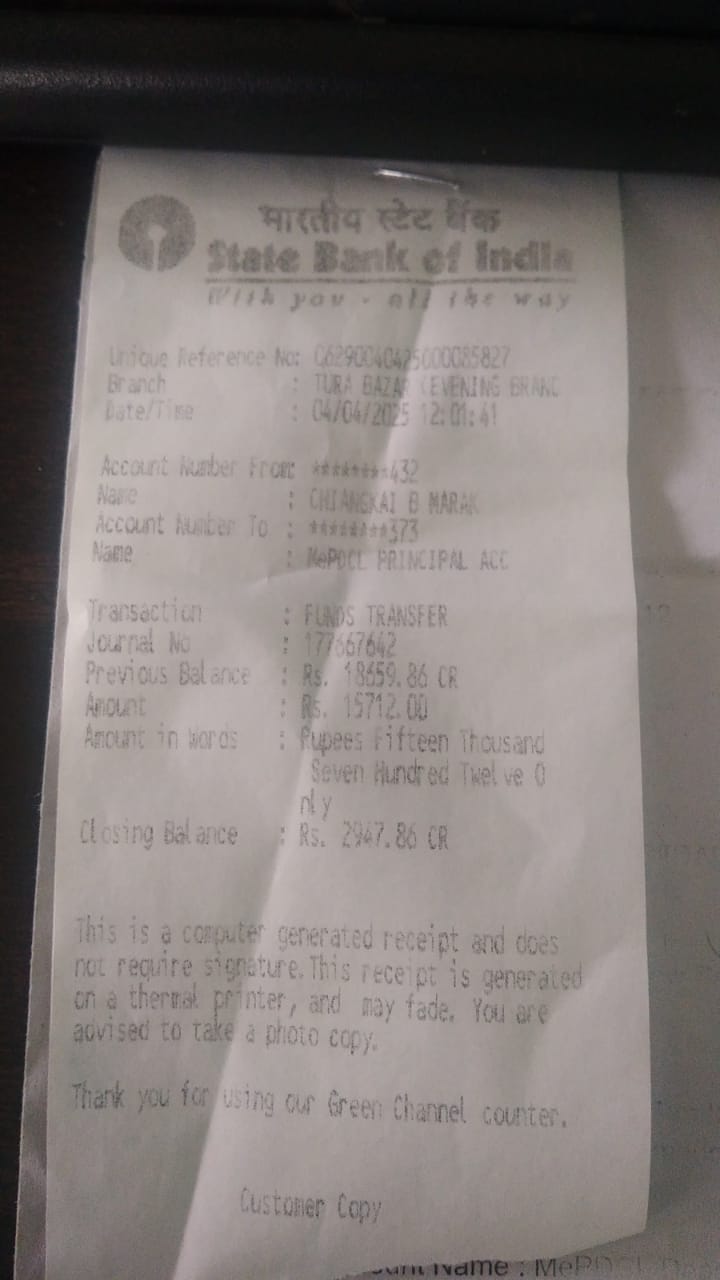 भारतीय स्टेट बैंक
State Bank of India
With you - all the way
Unique Reference No: 0629004042500085827
Branch : TURA BAZAR (EVENING BRANC
Date/Time : 04/04/2025 12:01:41
Account Number From: ********432
Name : CHIANGKAI B MARAK
Account Number To : ********373
Name : MePDCL PRINCIPAL ACC
Transaction : FUNDS TRANSFER
Journal No : 177667642
Previous Balance : Rs. 18659.86 CR
Amount : Rs. 15712.00
Amount in Words : Rupees Fifteen Thousand
Seven Hundred Twelve O
nly
Closing Balance : Rs. 2947.86 CR
This is a computer generated receipt and does
not require signature.This receipt is generated
on a thermal printer, and may fade. You are
advised to take a photo copy.
Thank you for using our Green Channel counter.
Customer Copy
Name : MePDCL